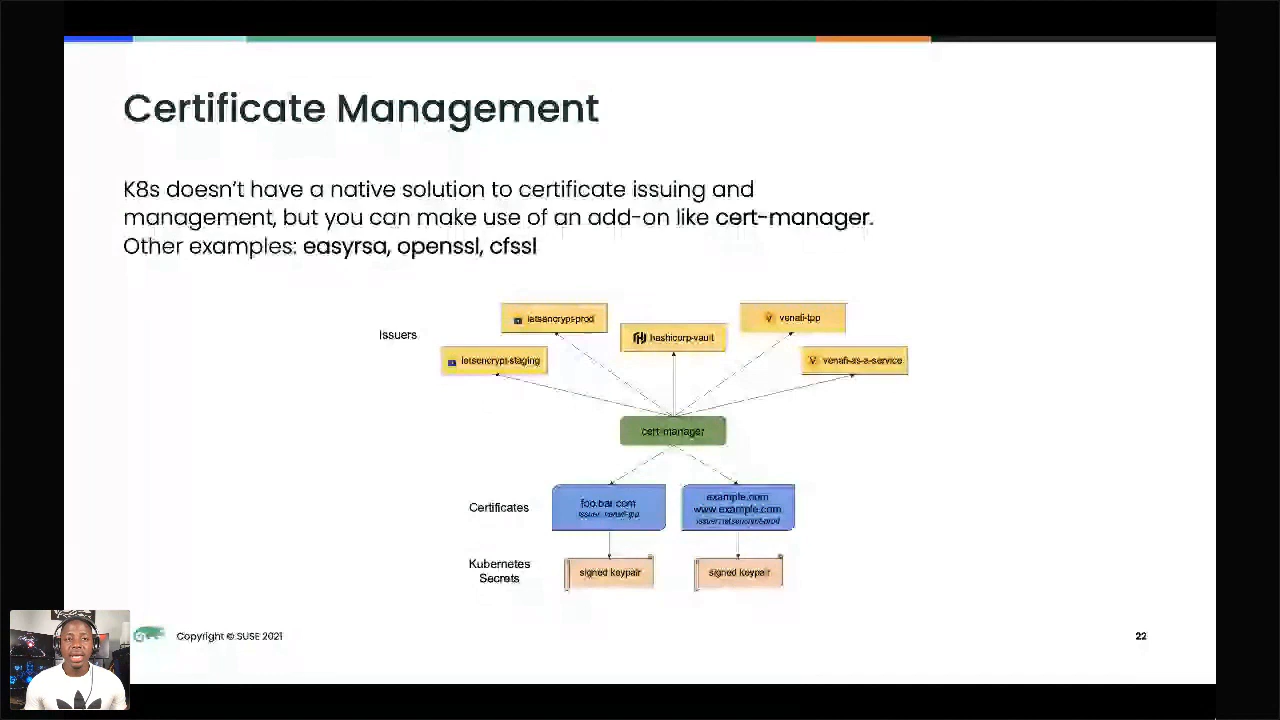 Certificate Management
K8s doesn't have a native solution to certificate issuing and
management, but you can make use of an add-on like cert-manager.
Other examples: easyrsa, openssl, cfssl
Issuers
letsencrypt-prod
hashicorp-vault
venafi-tpp
letsencrypt-staging
venafi-as-a-service
cert-manager
Certificates
foo.bar.com
issuer: venafi-tpp
example.com
www.example.com
issuer:letsencrypt-prod
Kubernetes
Secrets
signed keypair
signed keypair
Copyright © SUSE 2021
22